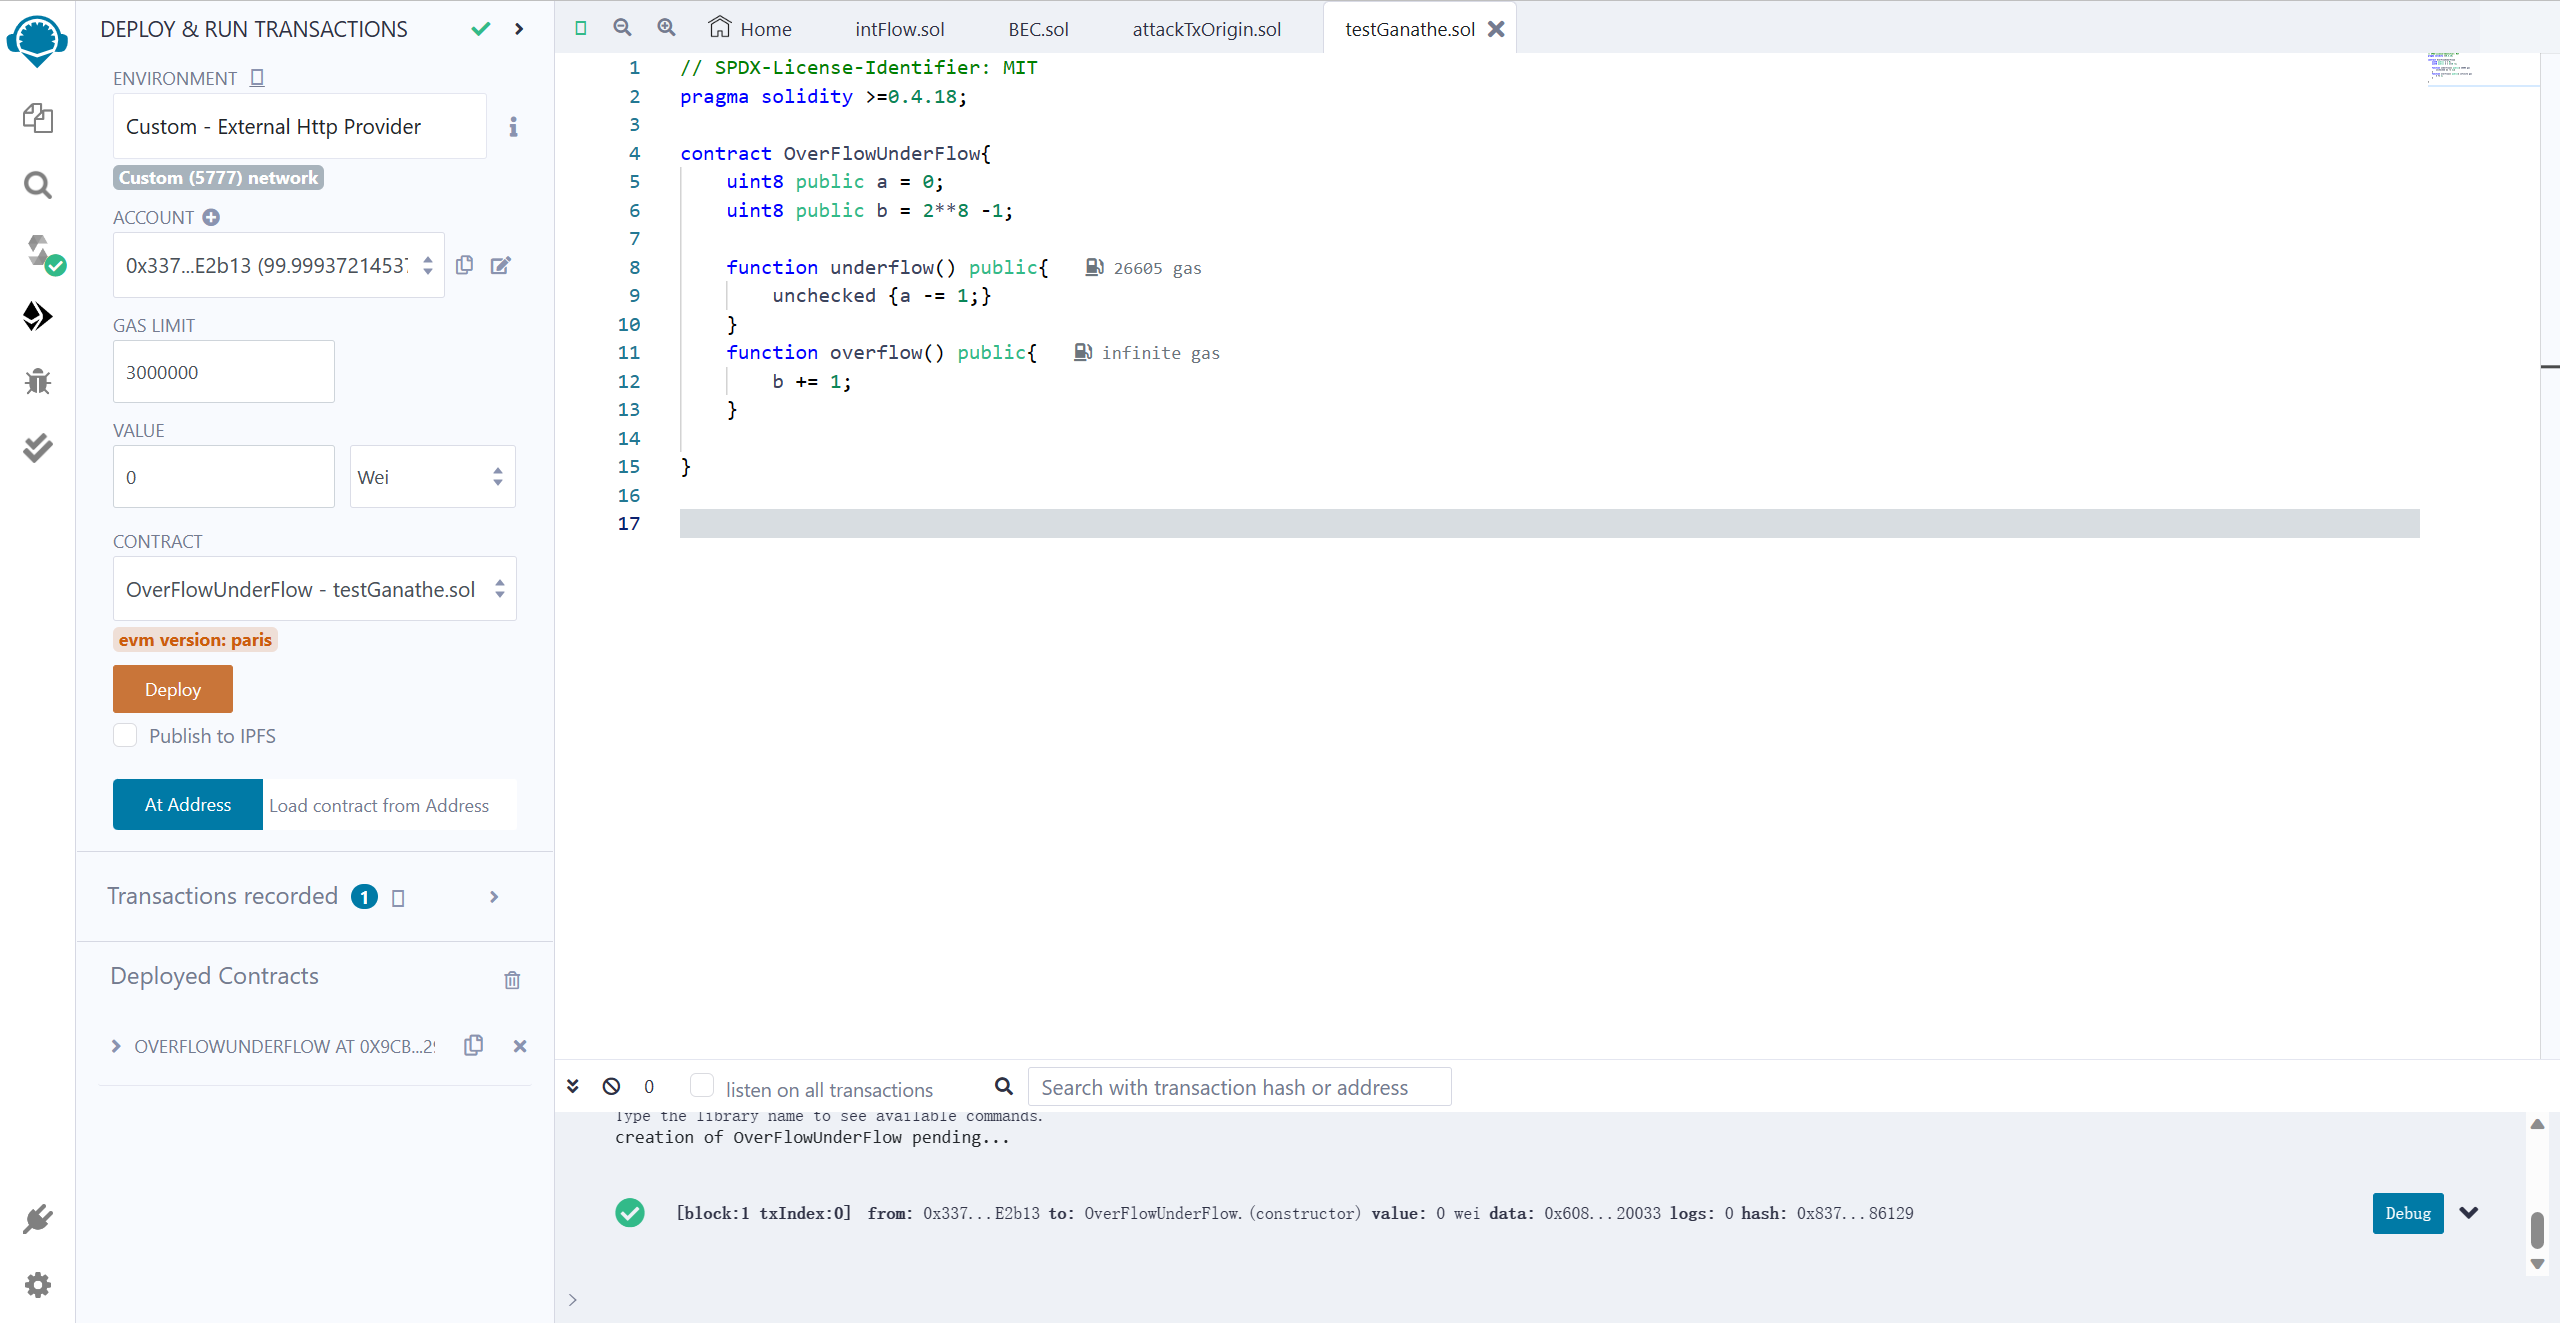 DEPLOY & RUN TRANSACTIONS
ENVIRONMENT
Custom - External Http Provider
Custom (5777) network
ACCOUNT
0x337...E2b13 (99.99937214537
GAS LIMIT
3000000
VALUE
0
Wei
CONTRACT
OverFlowUnderFlow - testGanathe.sol
evm version: paris
Deploy
Publish to IPFS
At Address
Load contract from Address
Transactions recorded 1
Deployed Contracts
OVERFLOWUNDERFLOW AT 0X9CB...29
Home
intFlow.sol
BEC.sol
attackTxOrigin.sol
testGanathe.sol
1 // SPDX-License-Identifier: MIT
2 pragma solidity >=0.4.18;
3
4 contract OverFlowUnderFlow{
5 uint8 public a = 0;
6 uint8 public b = 2**8 -1;
7
8 function underflow() public{ 26605 gas
9 unchecked {a -= 1;}
10 }
11 function overflow() public{ infinite gas
12 b += 1;
13 }
14
15 }
16
17
0
listen on all transactions
Search with transaction hash or address
Type the library name to see available commands.
creation of OverFlowUnderFlow pending...
[block:1 txIndex:0] from: 0x337...E2b13 to: OverFlowUnderFlow.(constructor) value: 0 wei data: 0x608...20033 logs: 0 hash: 0x837...86129
Debug
>